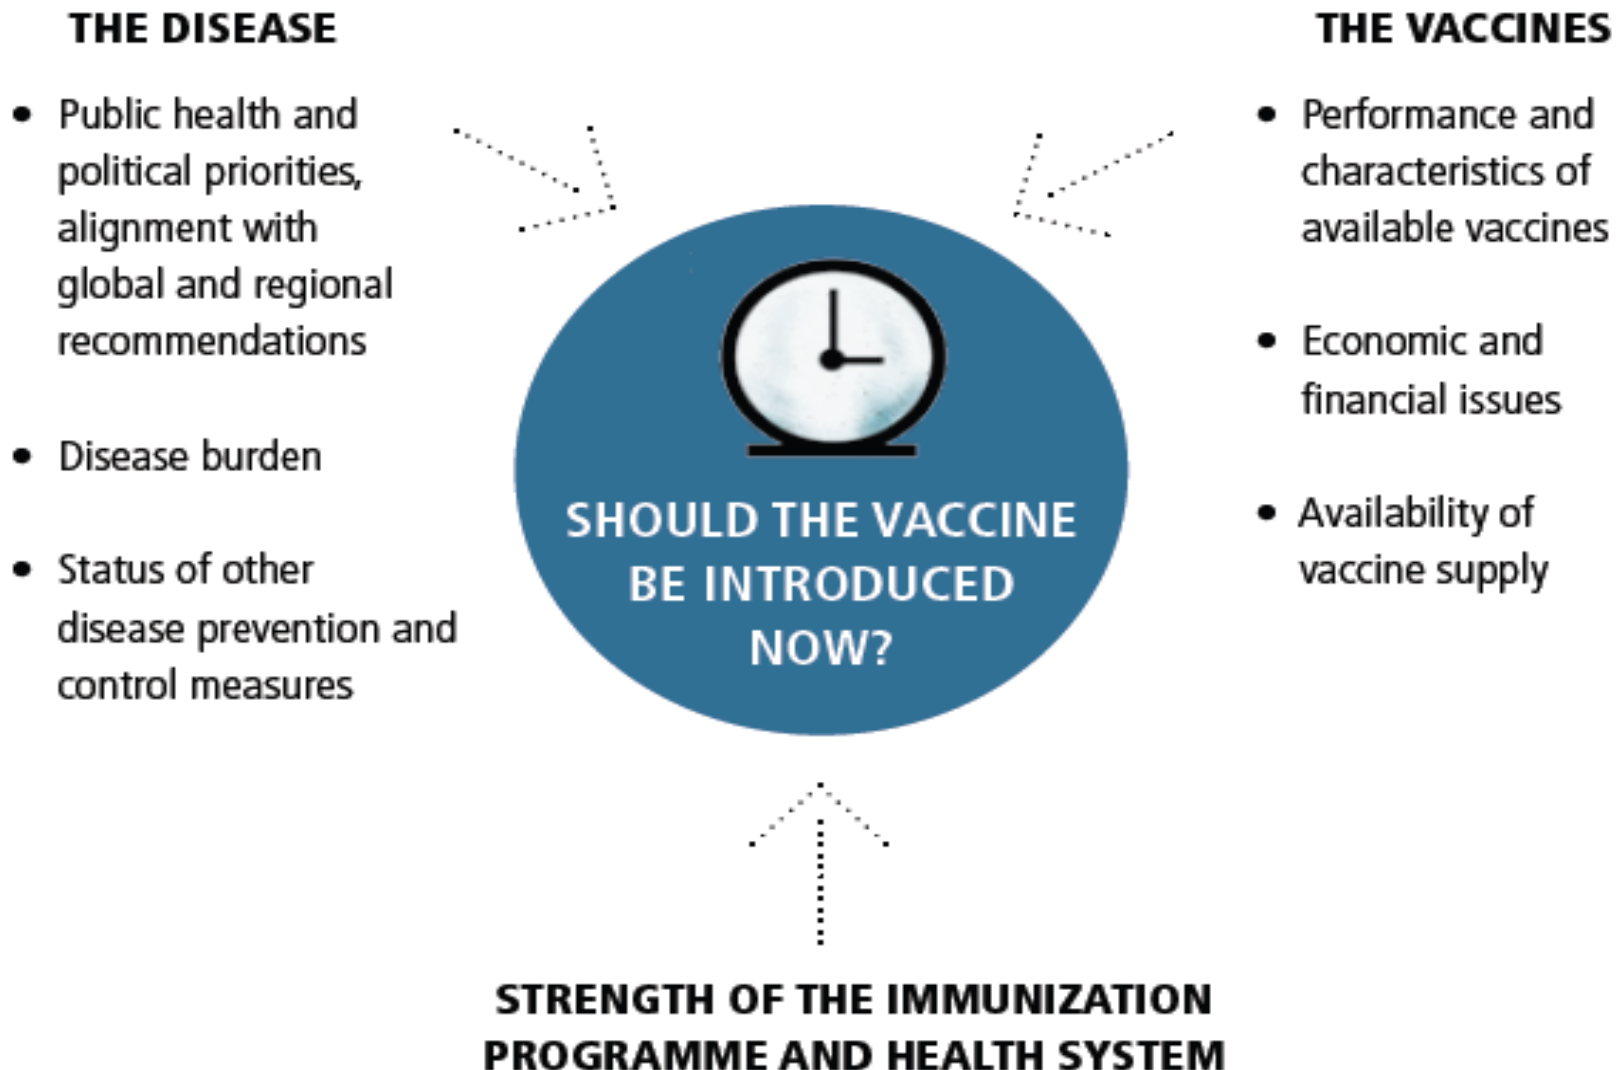 THE DISEASE
• Public health and
political priorities,
alignment with
global and regional
recommendations
• Disease burden
• Status of other
disease prevention and
control measures
THE VACCINES
• Performance and
characteristics of
available vaccines
• Economic and
financial issues
• Availability of
vaccine supply
SHOULD THE VACCINE
BE INTRODUCED
NOW?
STRENGTH OF THE IMMUNIZATION
PROGRAMME AND HEALTH SYSTEM